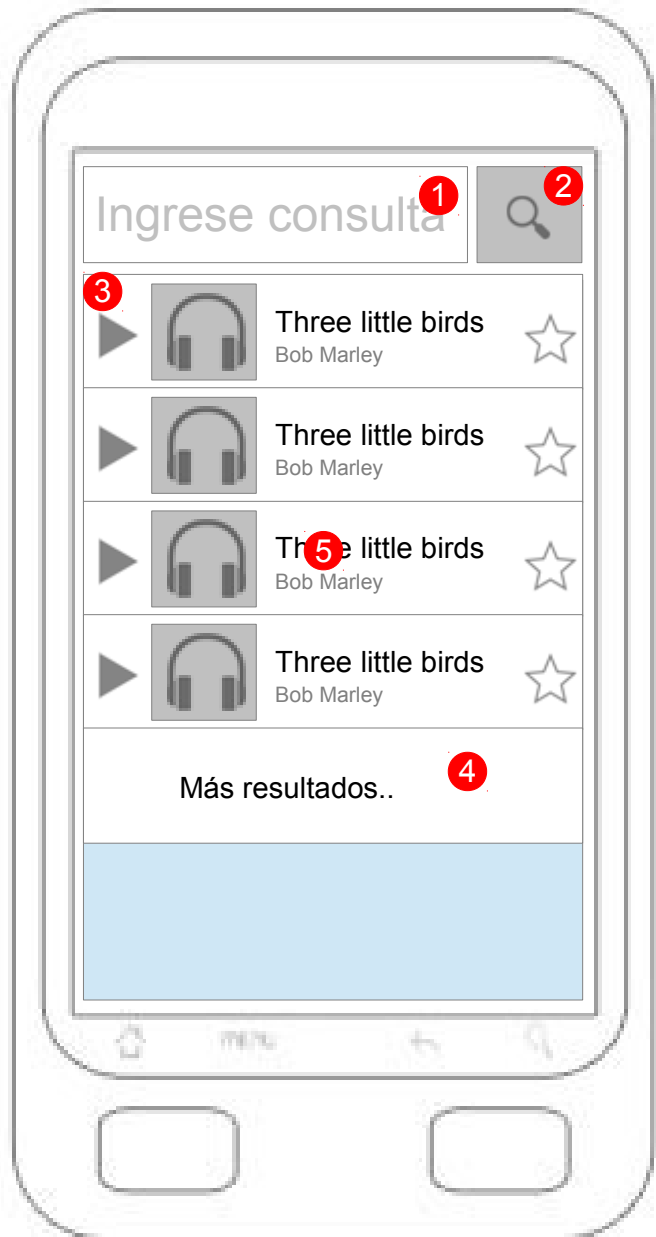 Ingrese consulta
1
2
3
Three little birds
Bob Marley
Three little birds
Bob Marley
Three little birds
5
Bob Marley
Three little birds
Bob Marley
Más resultados..
4
MENU